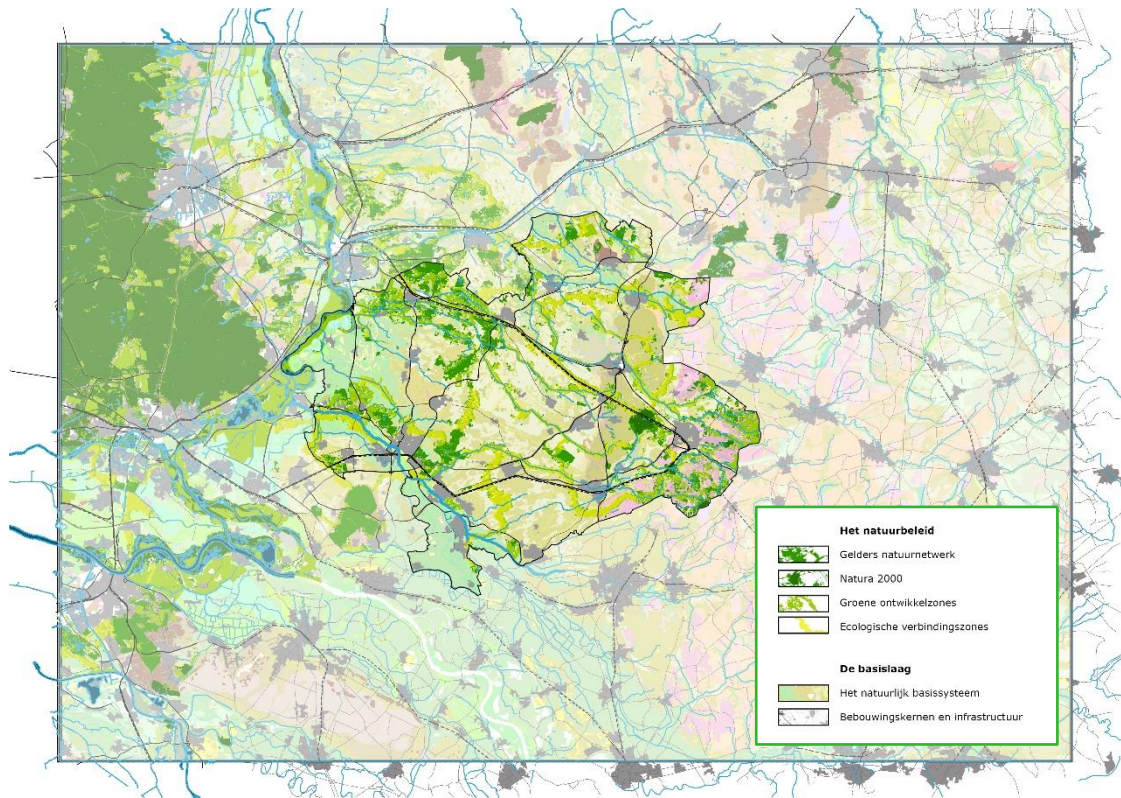 Het natuurbeleid
Gelders natuurnetwerk
Natura 2000
Groene ontwikkelzones
Ecologische verbindingszones
De basislaag
Het natuurlijk basissysteem
Bebouwingskernen en infrastructuur